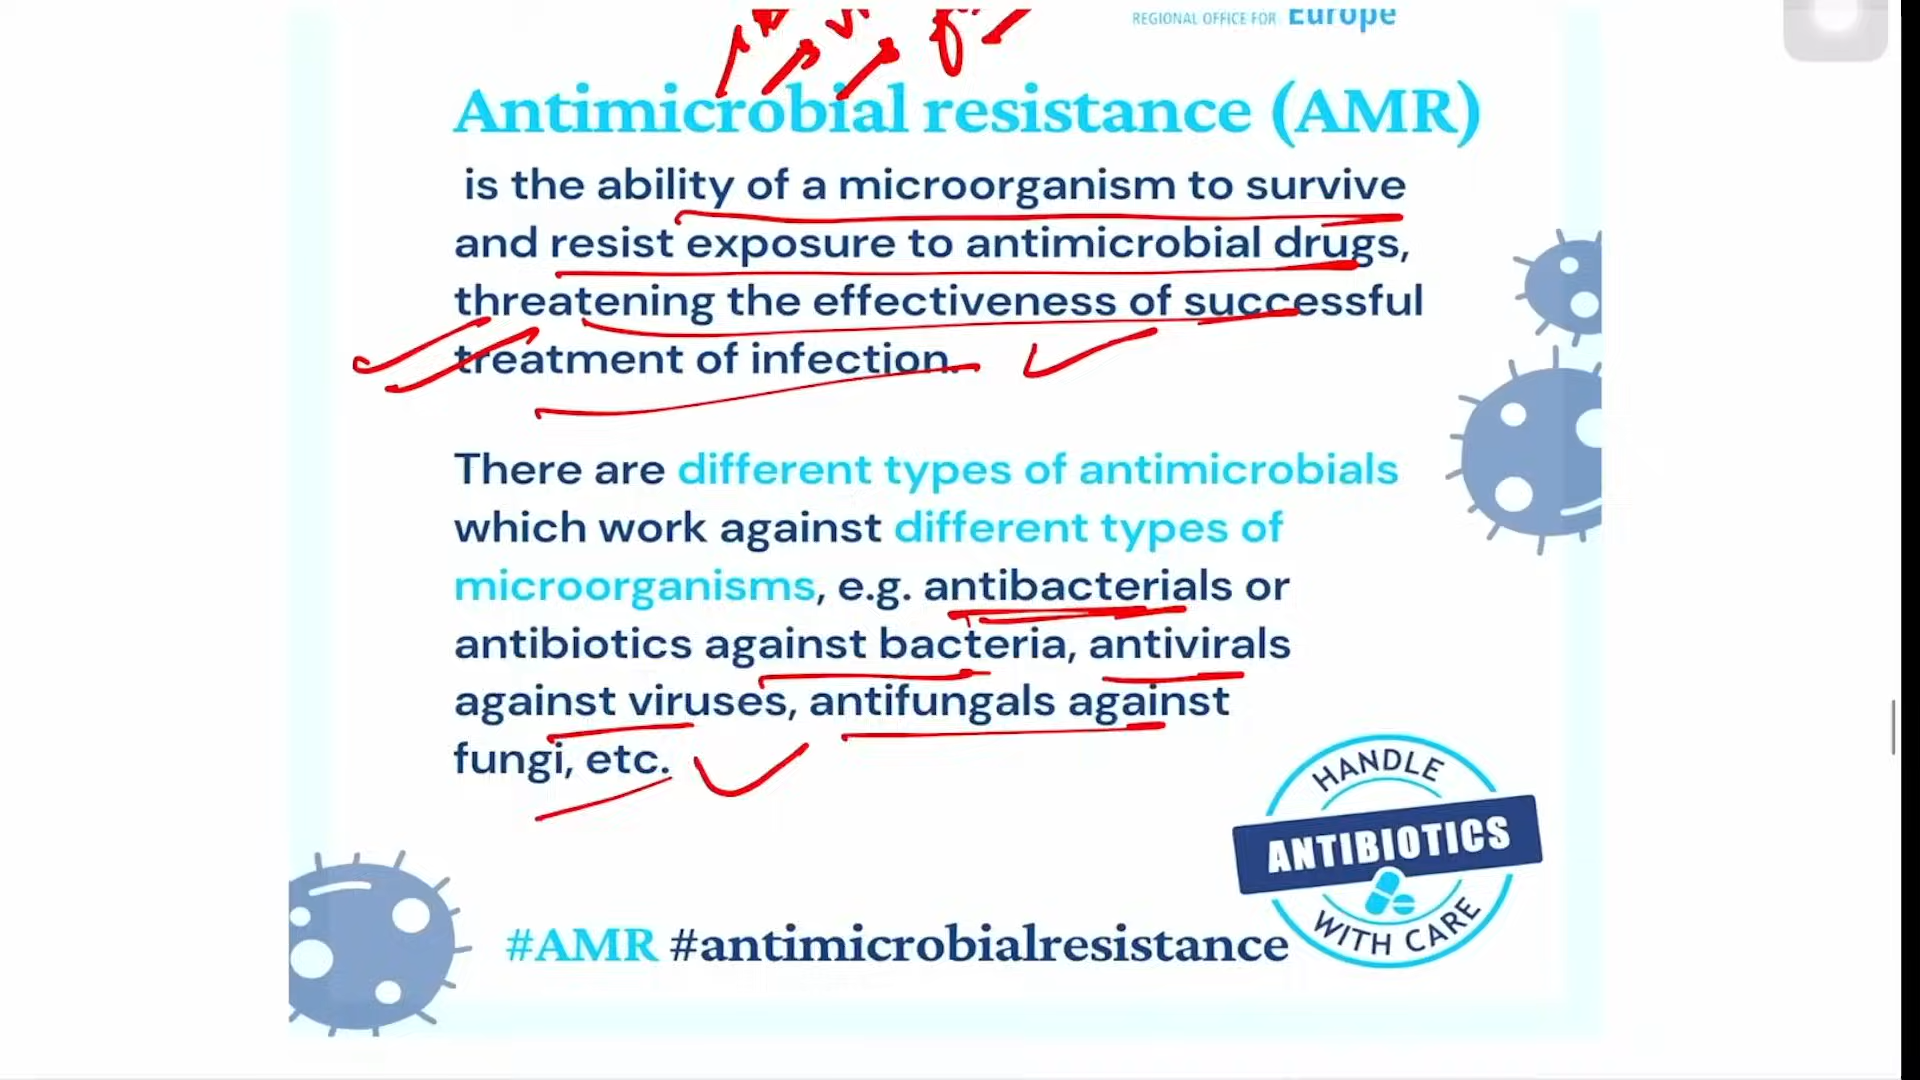 REGIONAL OFFICE FOR Europe
Antimicrobial resistance (AMR)
is the ability of a microorganism to survive
and resist exposure to antimicrobial drugs,
threatening the effectiveness of successful
treatment of infection.
There are different types of antimicrobials
which work against different types of
microorganisms, e.g. antibacterials or
antibiotics against bacteria, antivirals
against viruses, antifungals against
fungi, etc.
HANDLE
ANTIBIOTICS
WITH CARE
#AMR #antimicrobialresistance